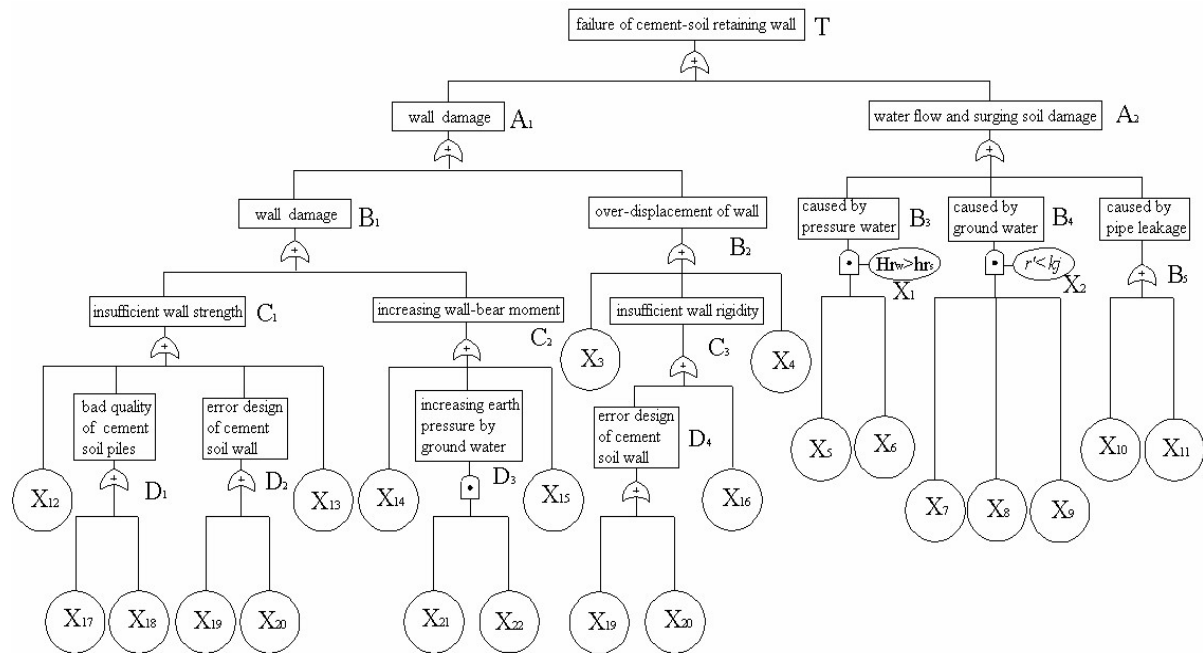 failure of cement-soil retaining wall T
wall damage A1
water flow and surging soil damage A2
wall damage B1
over-displacement of wall
B2
caused by
pressure water
B3
caused by
ground water
B4
caused by
pipe leakage
B5
Hrw>hrs
X1
r'<kj
X2
insufficient wall strength C1
increasing wall-bear moment
C2
X3
insufficient wall rigidity
C3
X4
bad quality
of cement
soil piles
D1
error design
of cement
soil wall
D2
increasing earth
pressure by
ground water
D3
error design
of cement
soil wall
D4
X5
X6
X10
X11
X12
X13
X14
X15
X16
X7
X8
X9
X17
X18
X19
X20
X21
X22
X19
X20
+
+
+
+
+
•
•
+
+
+
+
+
+
•
+